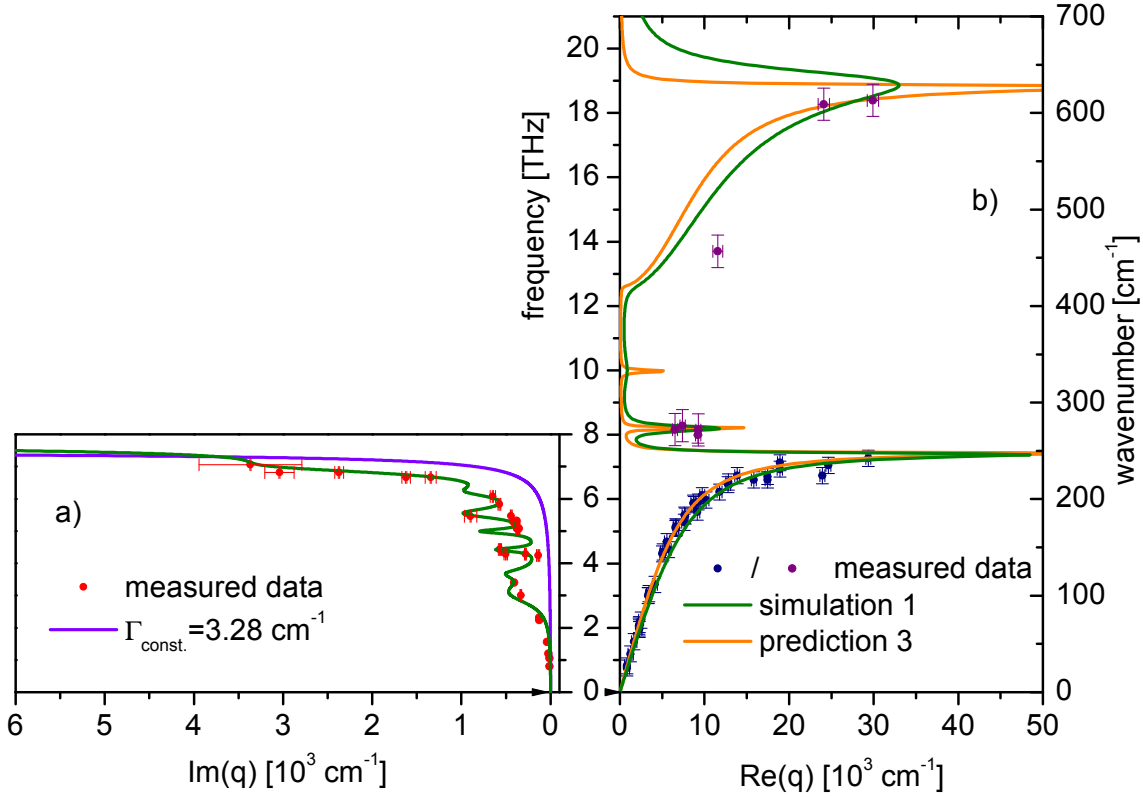 a)
measured data
Γconst.=3.28 cm⁻¹
6
5
4
3
2
1
0
Im(q) [10³ cm⁻¹]
frequency [THz]
20
18
16
14
12
10
8
6
4
2
0
b)
/ measured data
simulation 1
prediction 3
0
10
20
30
40
50
Re(q) [10³ cm⁻¹]
700
600
500
400
300
200
100
0
wavenumber [cm⁻¹]